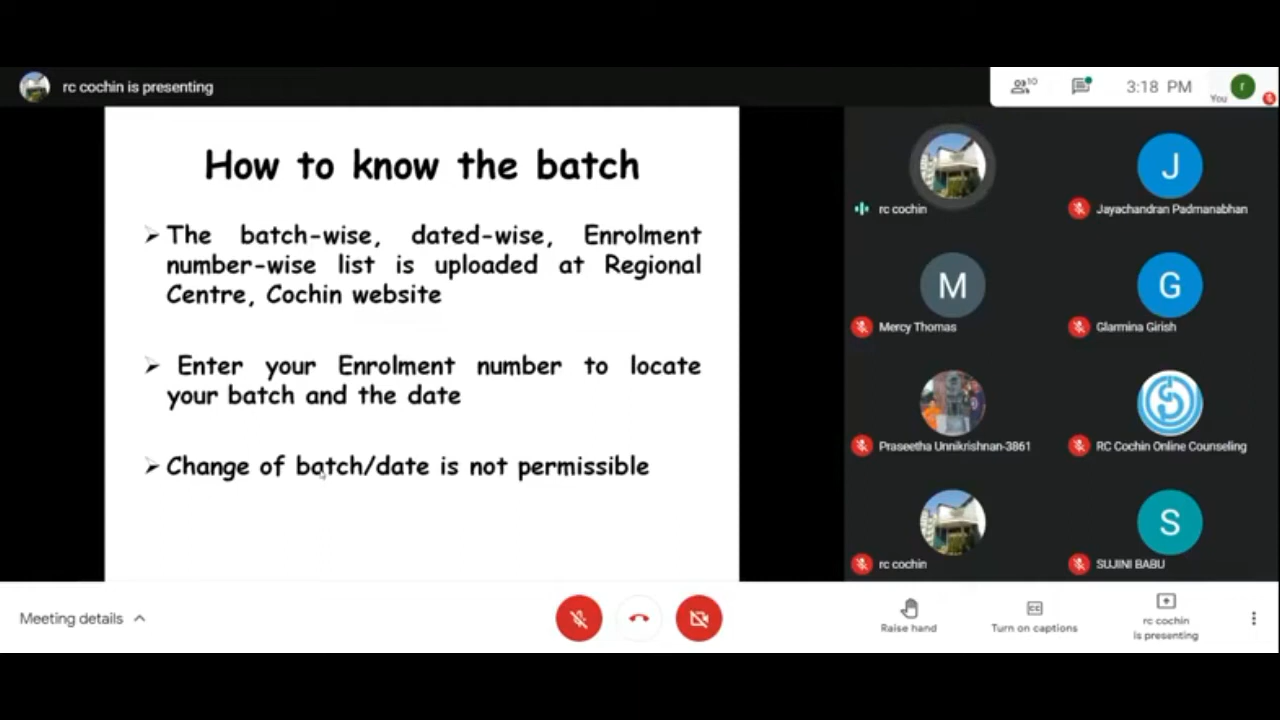 rc cochin is presenting
10
3:18 PM
You
r
How to know the batch
➢ The batch-wise, dated-wise, Enrolment
number-wise list is uploaded at Regional
Centre, Cochin website
➢ Enter your Enrolment number to locate
your batch and the date
➢ Change of batch/date is not permissible
rc cochin
J
Jayachandran Padmanabhan
M
Mercy Thomas
G
Glarmina Girish
Praseetha Unnikrishnan-3861
RC Cochin Online Counseling
rc cochin
S
SUJINI BABU
Meeting details
Raise hand
CC
Turn on captions
rc cochin
is presenting